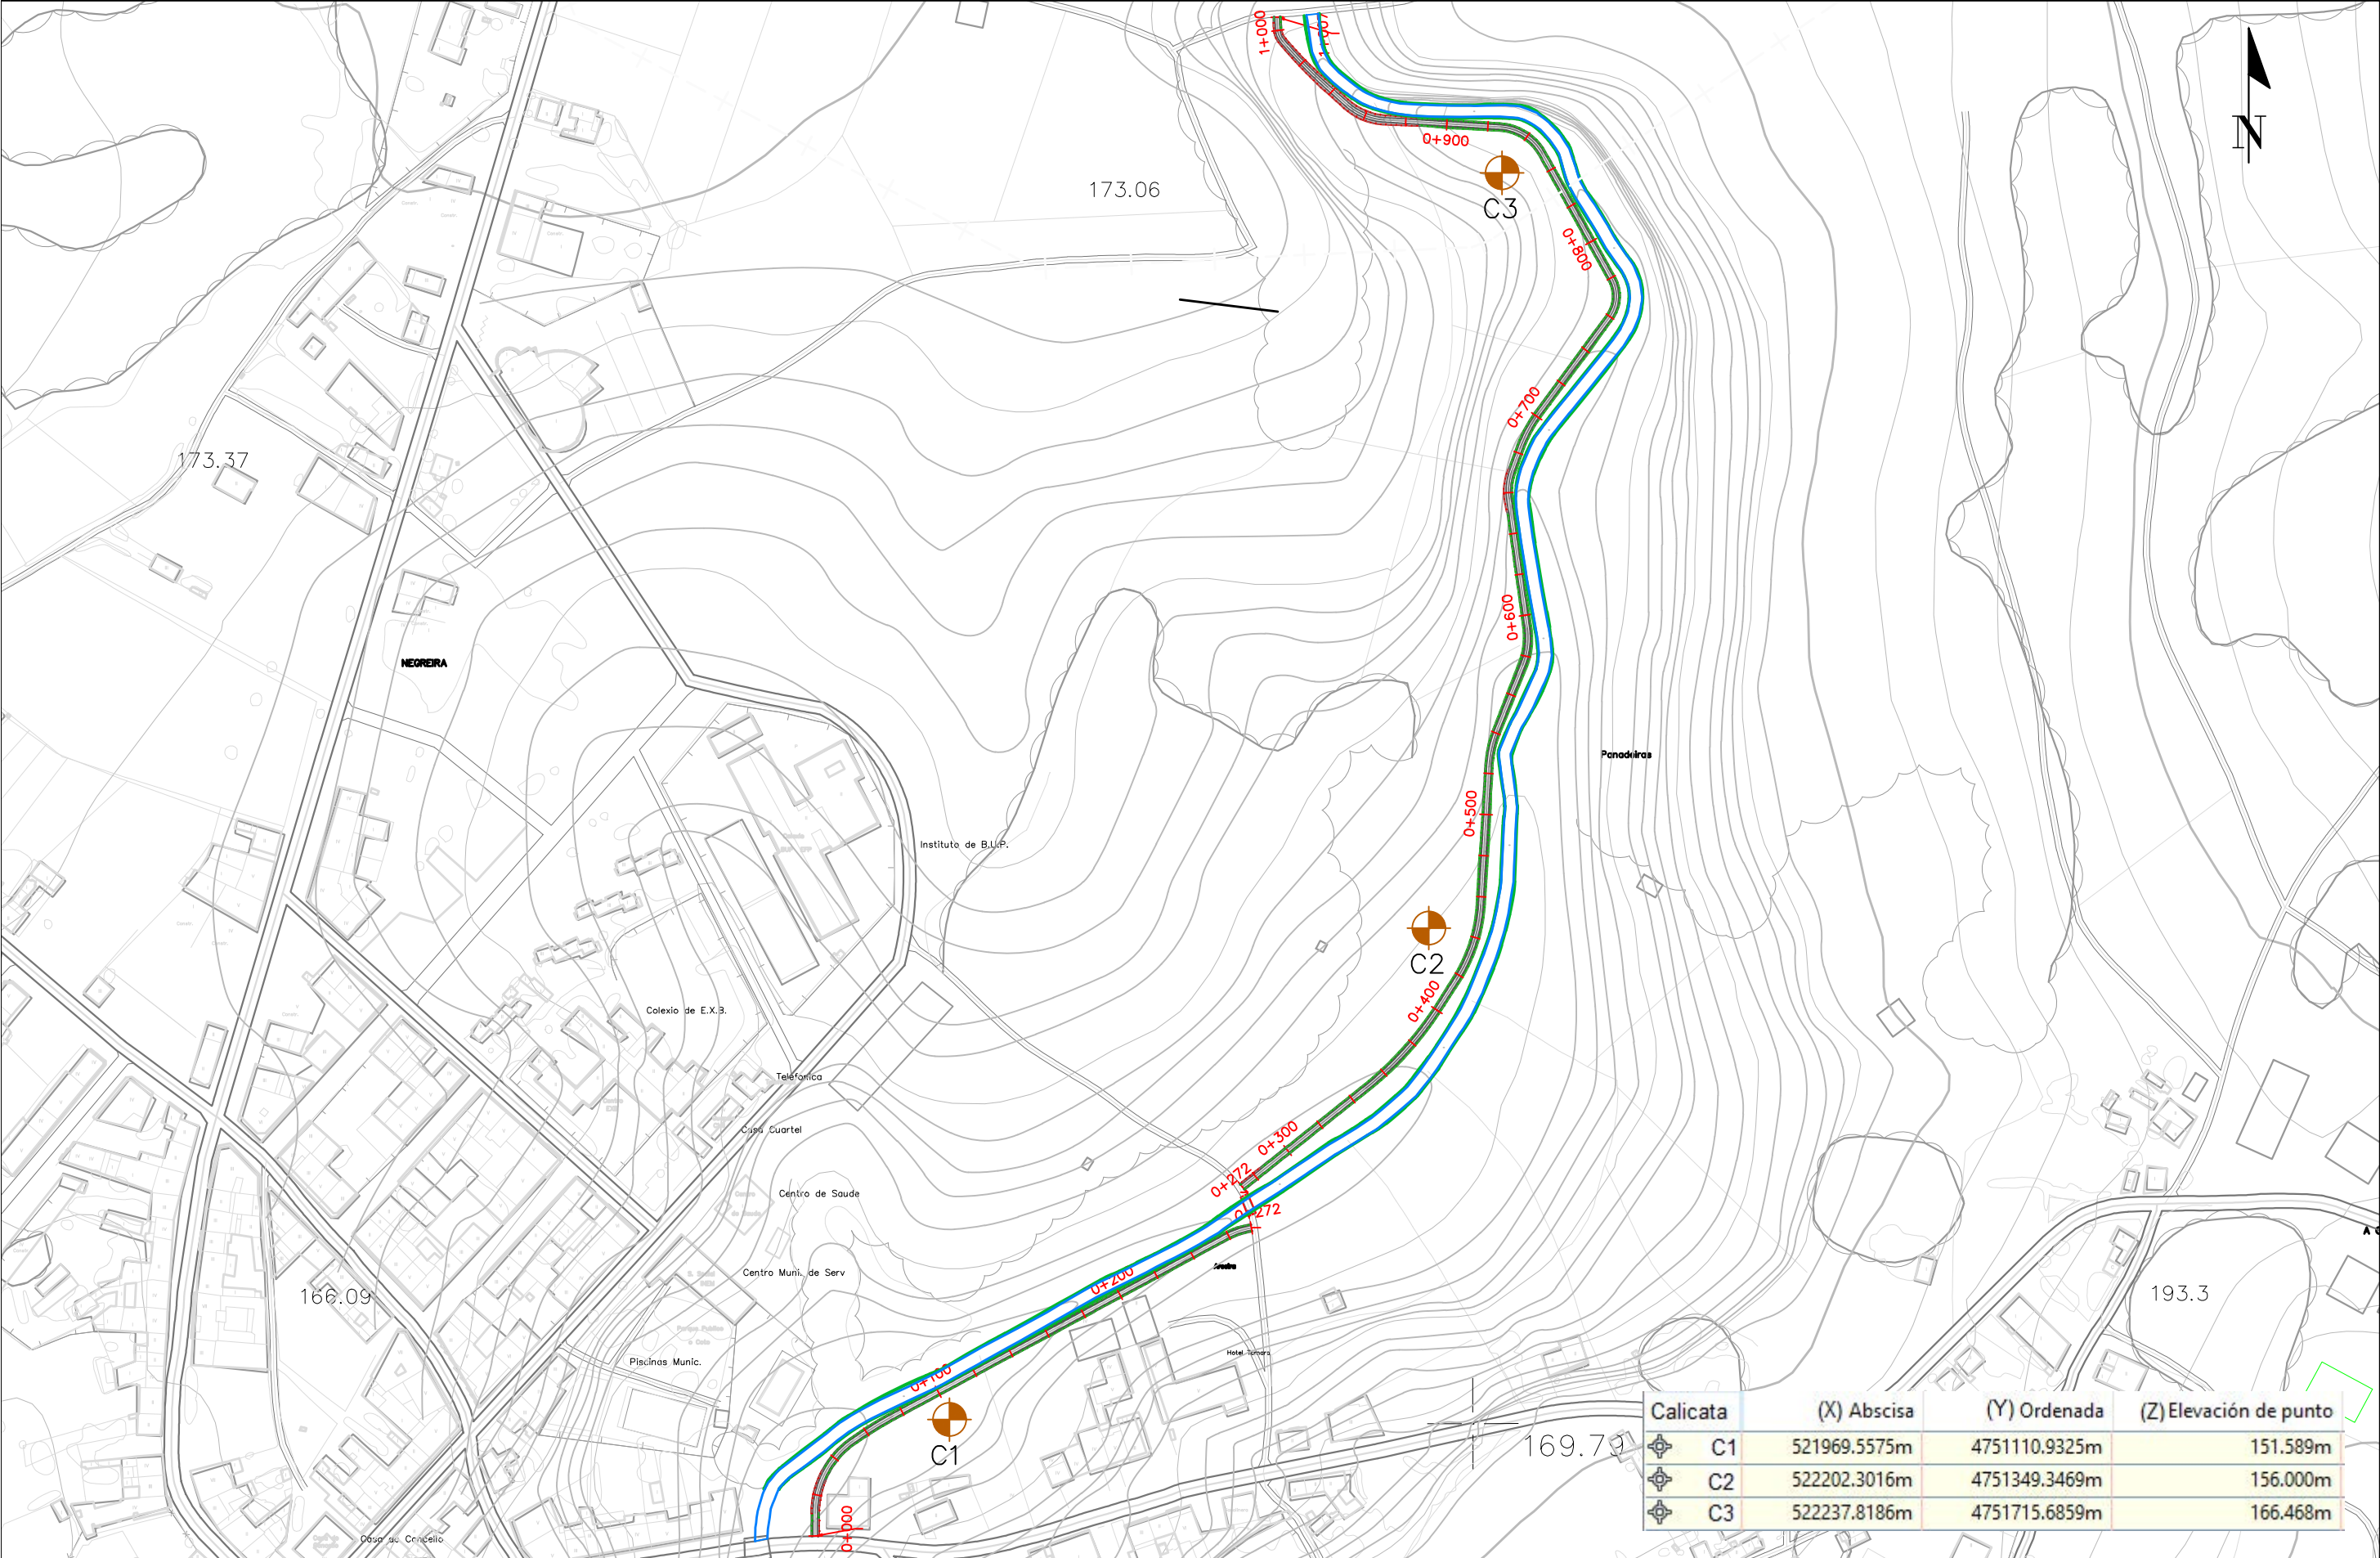 1+000
N
0+900
173.06
C3
0+800
0+700
173.37
0+600
NEGREIRA
Panadeiras
0+500
Instituto de B.U.P.
C2
0+400
Colexio de E.X.B.
Telefonica
Casa Cuartel
0+300
0+272
Centro de Saude
0+272
Centro Muni. de Serv
0+200
166.09
193.3
Hotel Tamara
Piscinas Munic.
0+100
C1
169.79
0+000
Casa do Concello
Calicata (X) Abscisa (Y) Ordenada (Z) Elevación de punto
C1 521969.5575m 4751110.9325m 151.589m
C2 522202.3016m 4751349.3469m 156.000m
C3 522237.8186m 4751715.6859m 166.468m